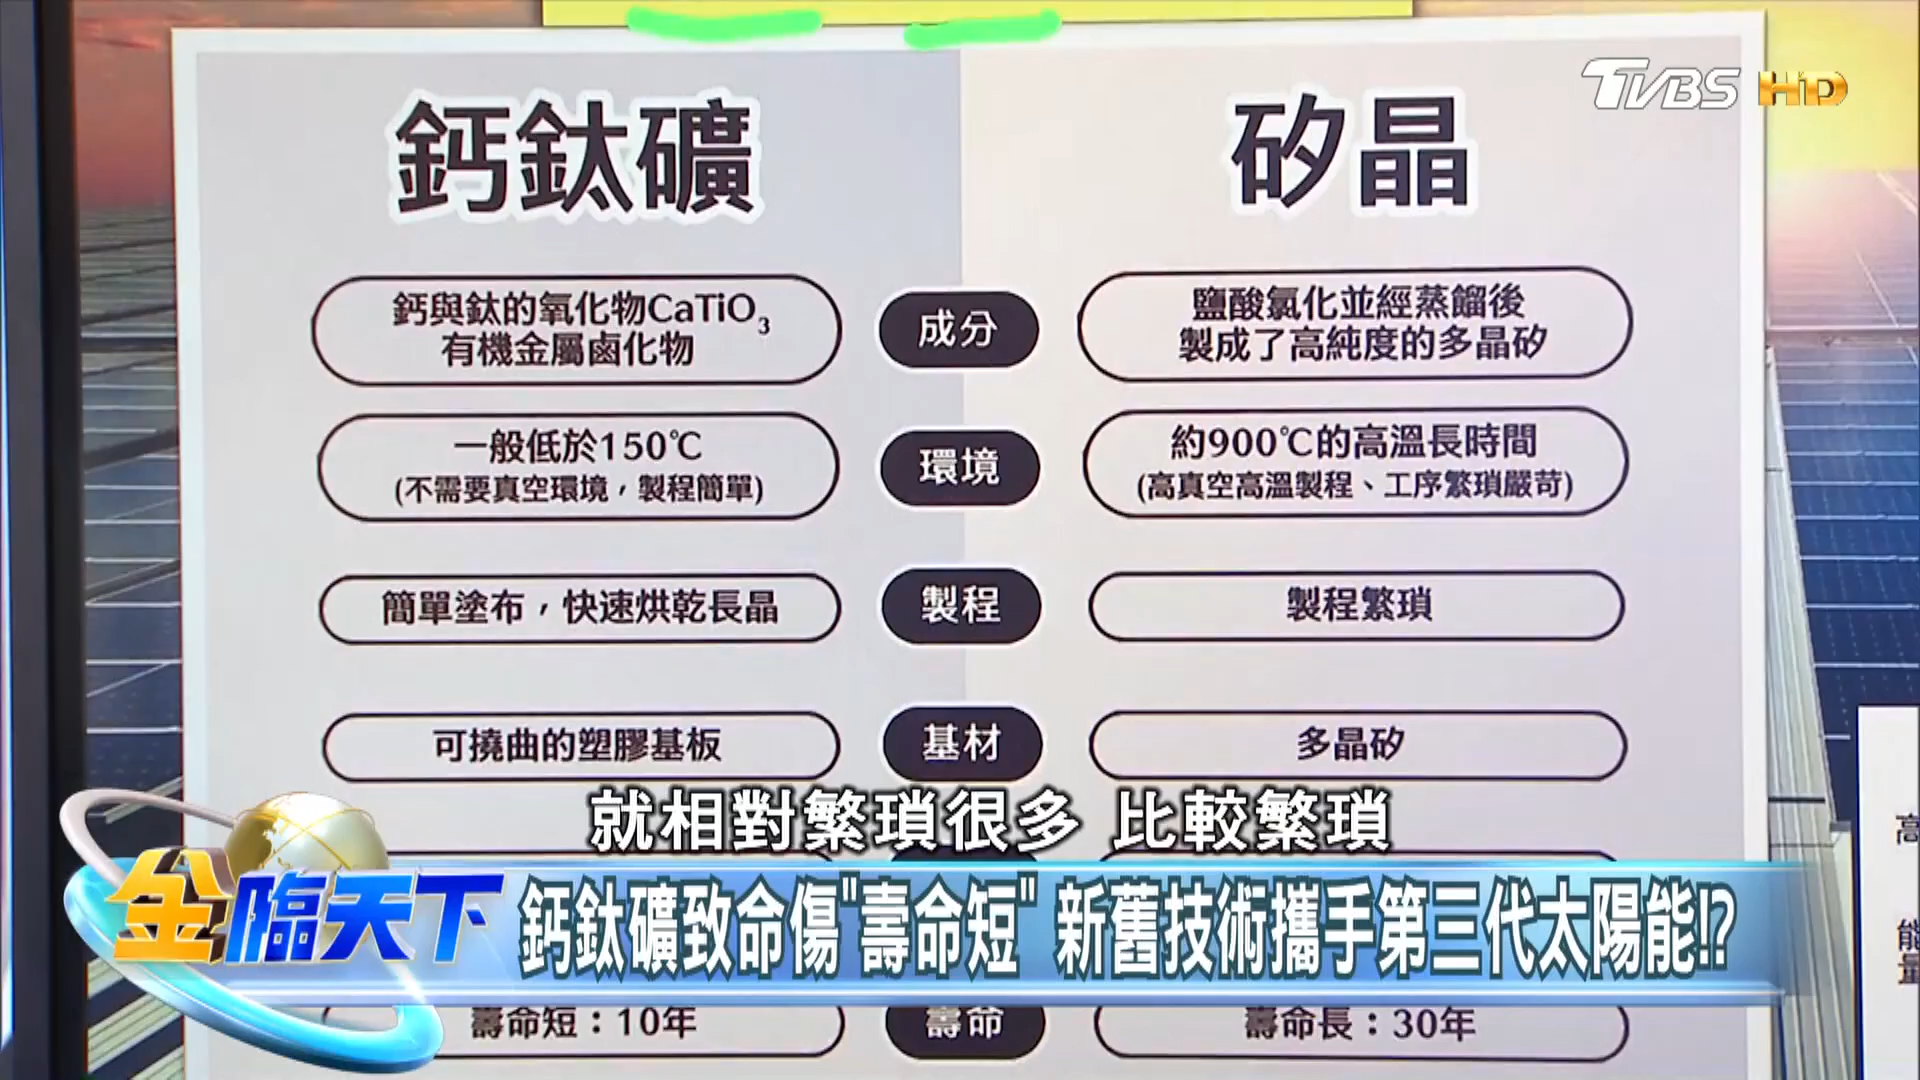 TVBS HD
鈣鈦礦
矽晶
鈣與鈦的氧化物CaTiO₃
有機金屬鹵化物
成分
鹽酸氯化並經蒸餾後
製成了高純度的多晶矽
一般低於150℃
(不需要真空環境，製程簡單)
環境
約900℃的高溫長時間
(高真空高溫製程、工序繁瑣嚴苛)
簡單塗布，快速烘乾長晶
製程
製程繁瑣
可撓曲的塑膠基板
基材
多晶矽
就相對繁瑣很多 比較繁瑣
金臨天下
鈣鈦礦致命傷"壽命短" 新舊技術攜手第三代太陽能!?
壽命短：10年
壽命
壽命長：30年
高
能
量